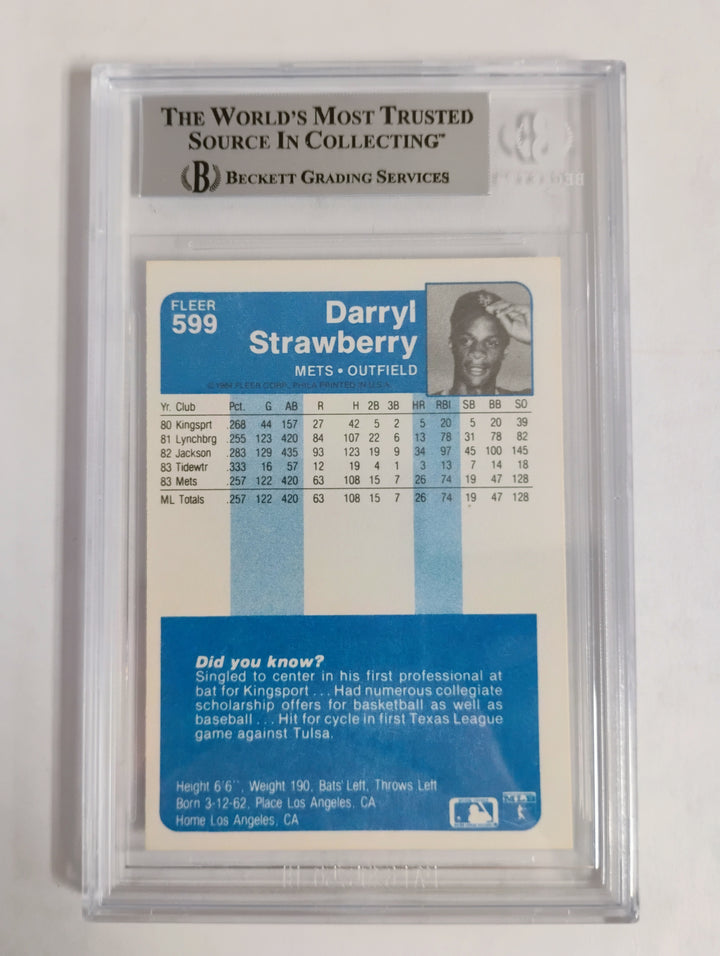 THE WORLD'S MOST TRUSTED
SOURCE IN COLLECTING™
B BECKETT GRADING SERVICES
FLEER
599
Darryl
Strawberry
METS • OUTFIELD
© 1984 FLEER CORP. PHILA PRINTED IN U.S.A.
Yr. Club Pct. G AB R H 2B 3B HR RBI SB BB SO
80 Kingsprt .268 44 157 27 42 5 2 5 20 5 20 39
81 Lynchbrg .255 123 420 84 107 22 6 13 78 31 78 82
82 Jackson .283 129 435 93 123 19 9 34 97 45 100 145
83 Tidewtr .333 16 57 12 19 4 1 3 13 7 14 18
83 Mets .257 122 420 63 108 15 7 26 74 19 47 128
ML Totals .257 122 420 63 108 15 7 26 74 19 47 128
Did you know?
Singled to center in his first professional at
bat for Kingsport . . . Had numerous collegiate
scholarship offers for basketball as well as
baseball . . . Hit for cycle in first Texas League
game against Tulsa.
Height 6'6'', Weight 190, Bats Left, Throws Left
Born 3-12-62, Place Los Angeles, CA
Home Los Angeles, CA
MLB